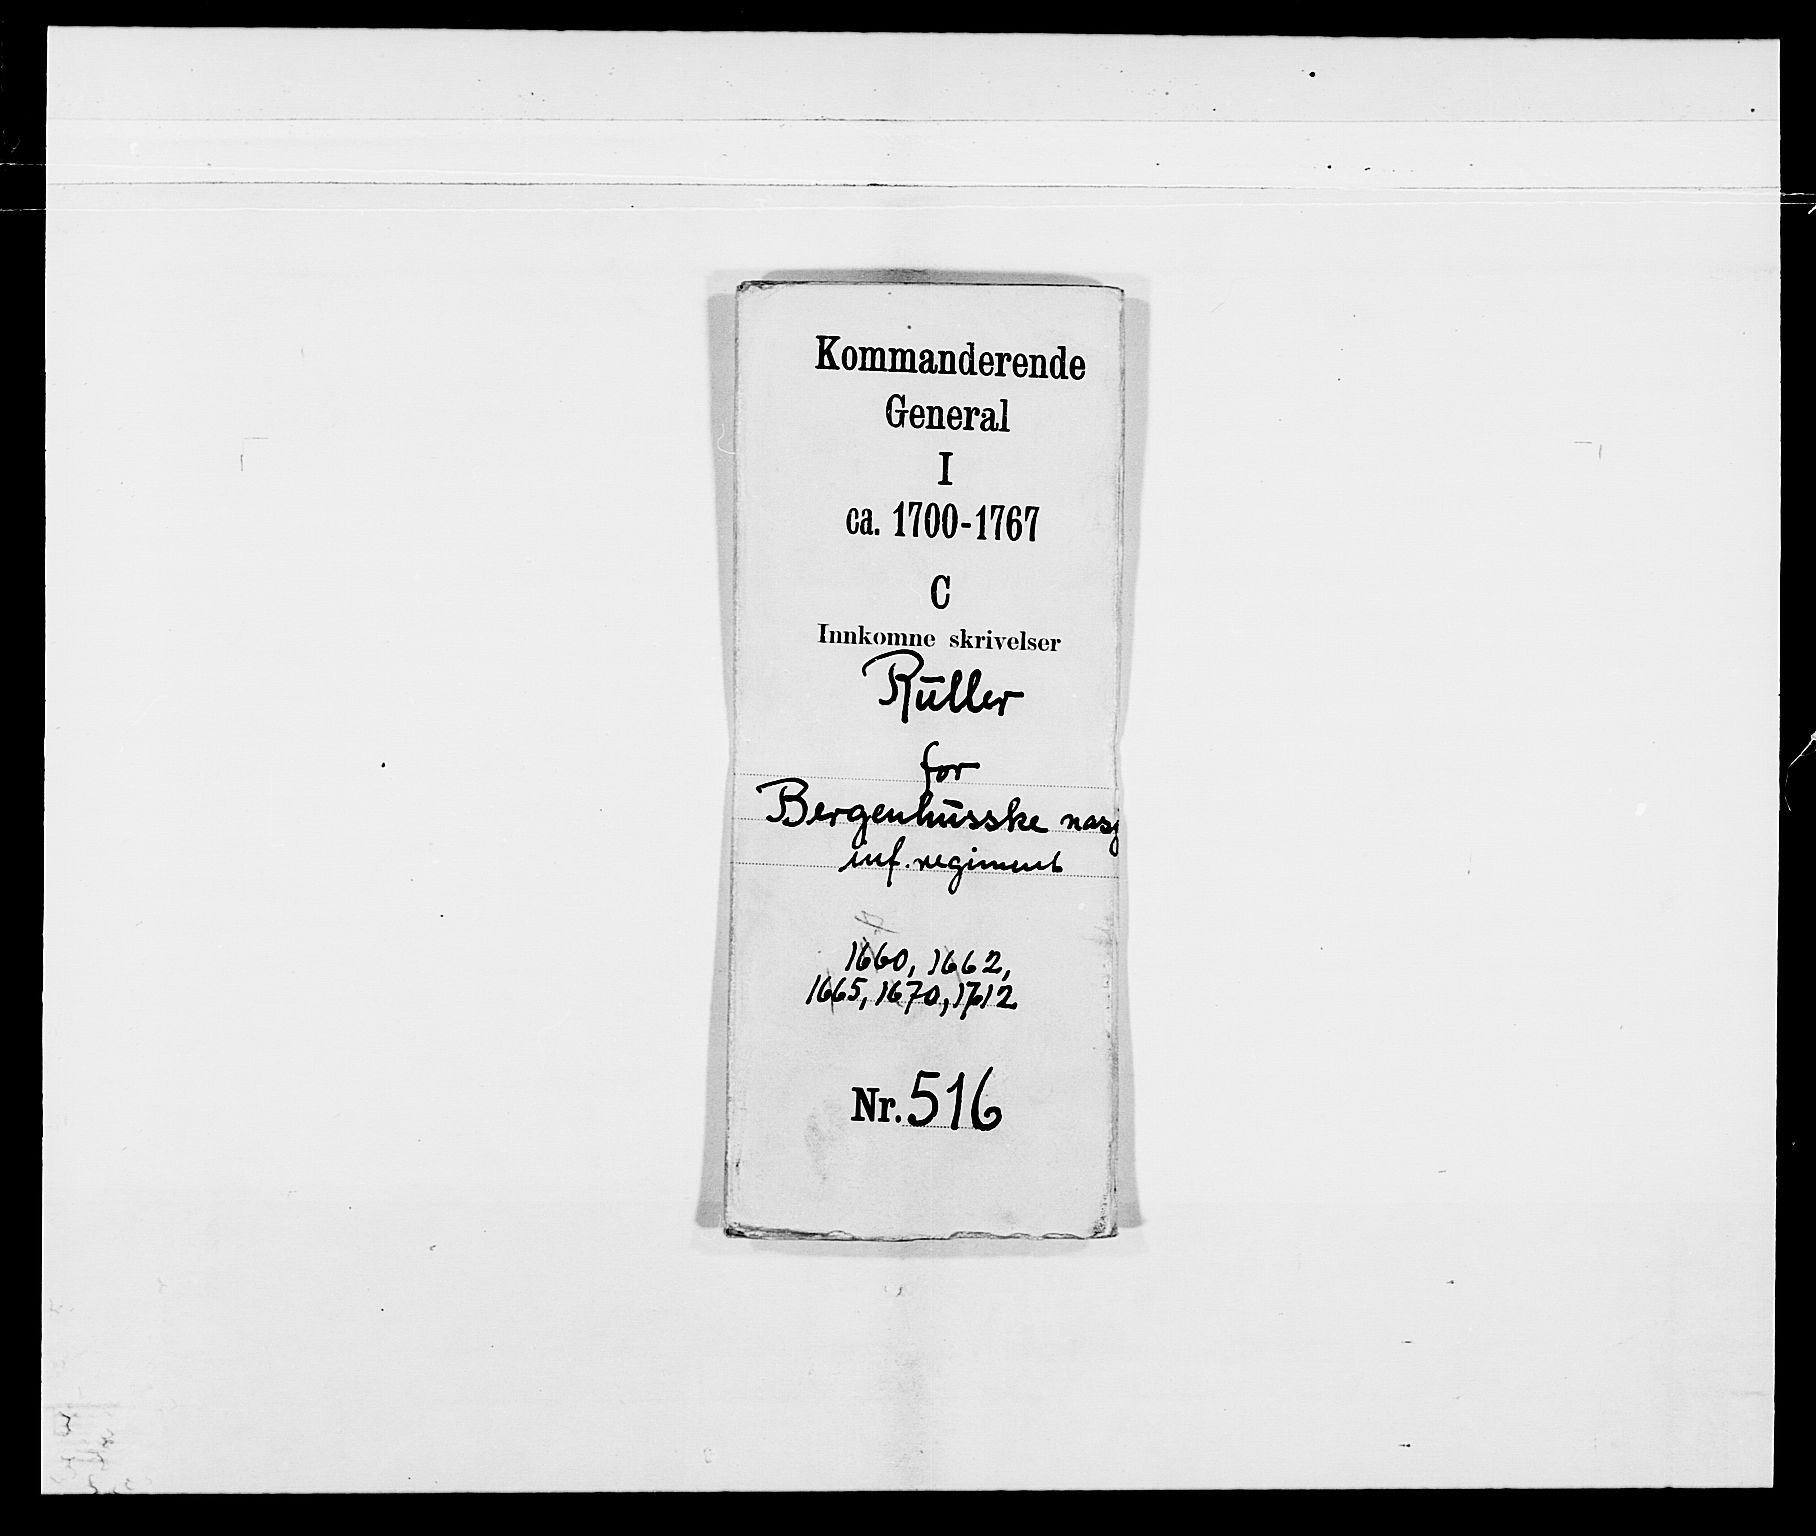 Kommanderende
General
I
ca. 1700-1767
C
Innkomne skrivelser
Ruller
for
Bergenhusske nasj
inf. regiment
1660, 1662,
1665, 1670, 1712
Nr. 516